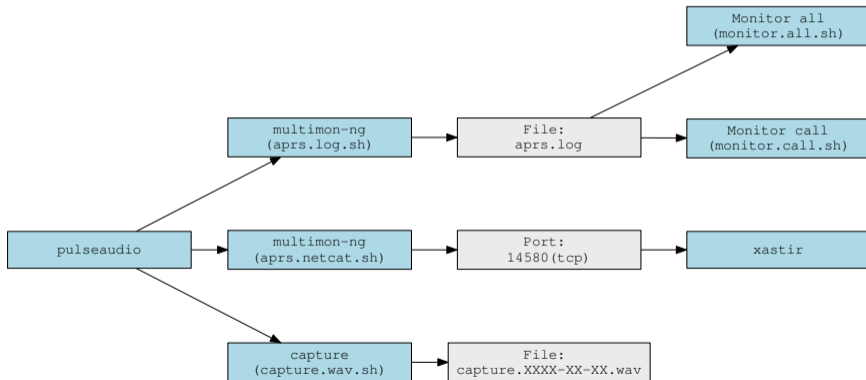 Monitor all
(monitor.all.sh)
multimon-ng
(aprs.log.sh)
File:
aprs.log
Monitor call
(monitor.call.sh)
pulseaudio
multimon-ng
(aprs.netcat.sh)
Port:
14580(tcp)
xastir
capture
(capture.wav.sh)
File:
capture.XXXX-XX-XX.wav